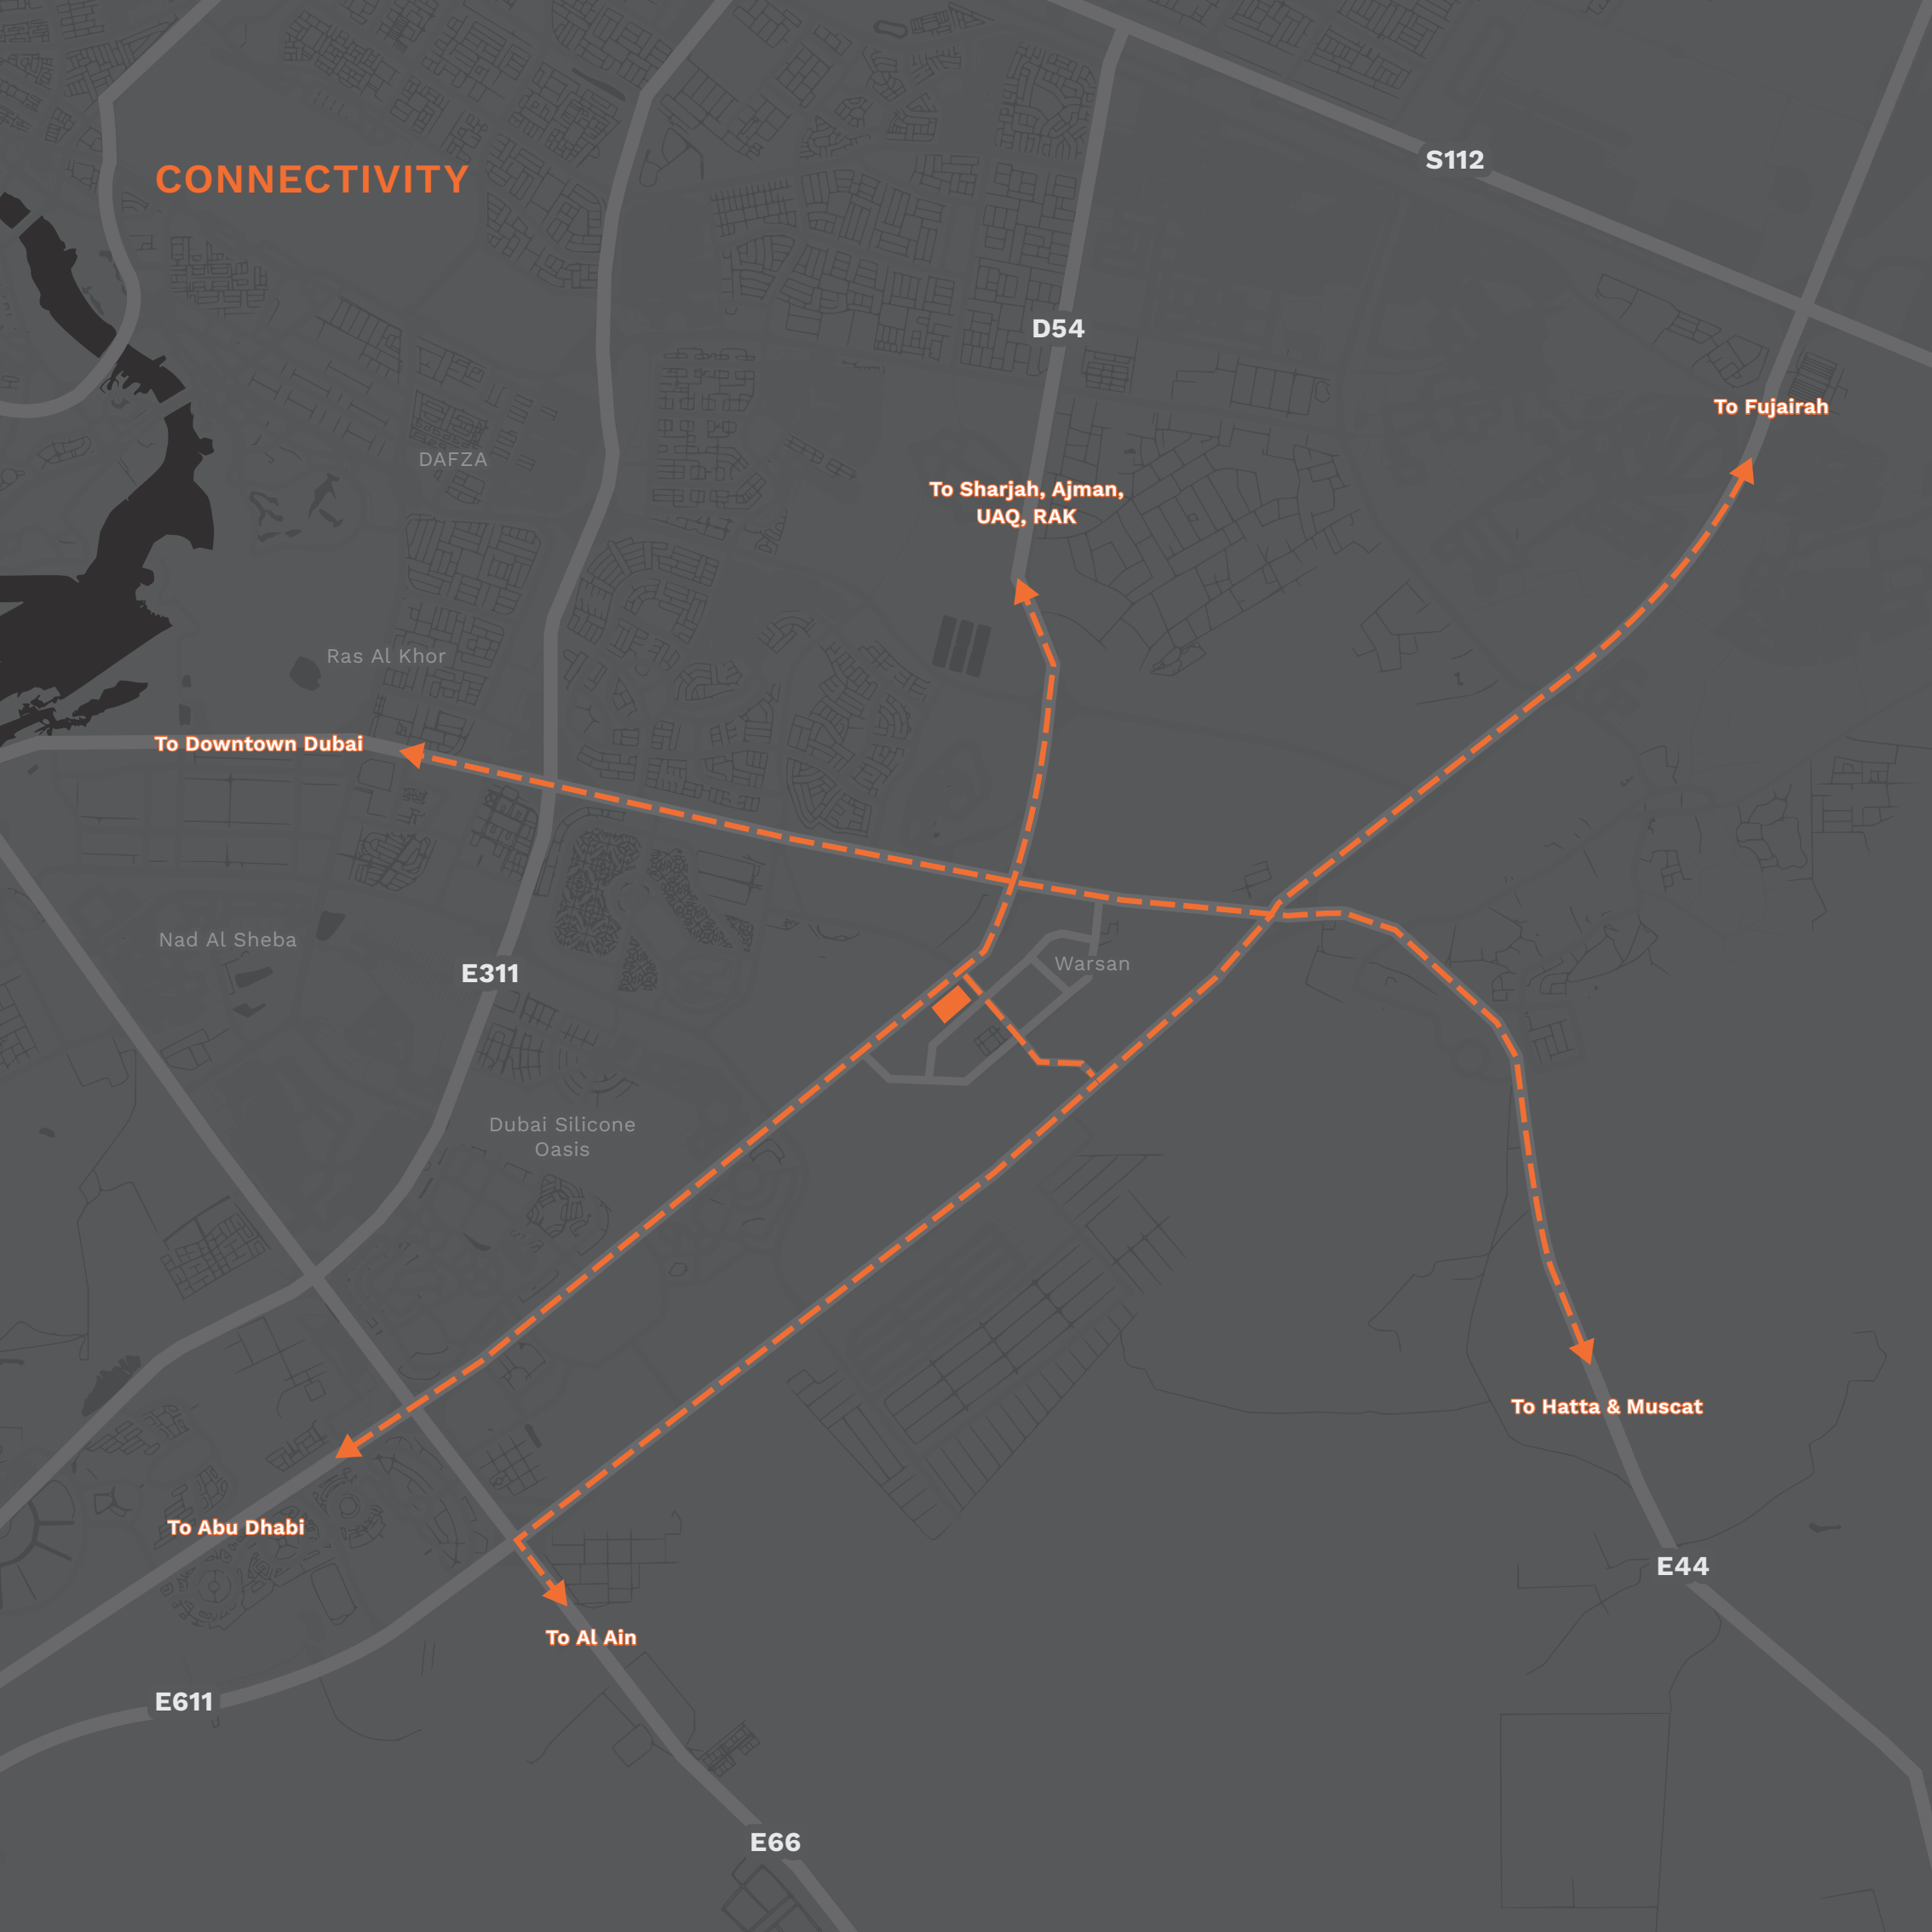 CONNECTIVITY
S112
D54
To Fujairah
DAFZA
To Sharjah, Ajman,
UAQ, RAK
Ras Al Khor
To Downtown Dubai
Nad Al Sheba
E311
Warsan
Dubai Silicone
Oasis
To Hatta & Muscat
To Abu Dhabi
E44
To Al Ain
E611
E66